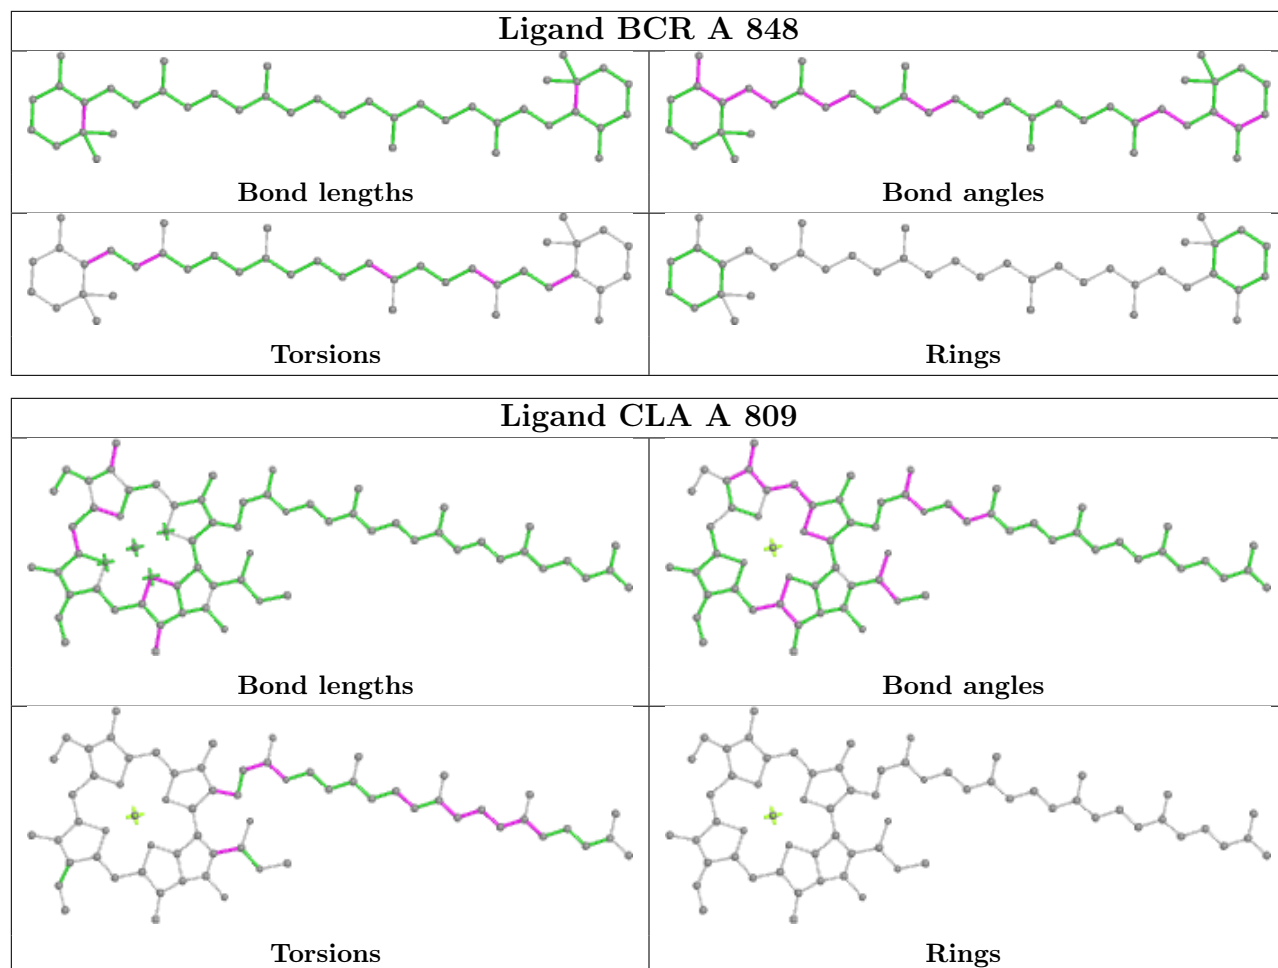 Ligand BCR A 848
Bond lengths
Bond angles
Torsions
Rings
Ligand CLA A 809
Bond lengths
Bond angles
Torsions
Rings